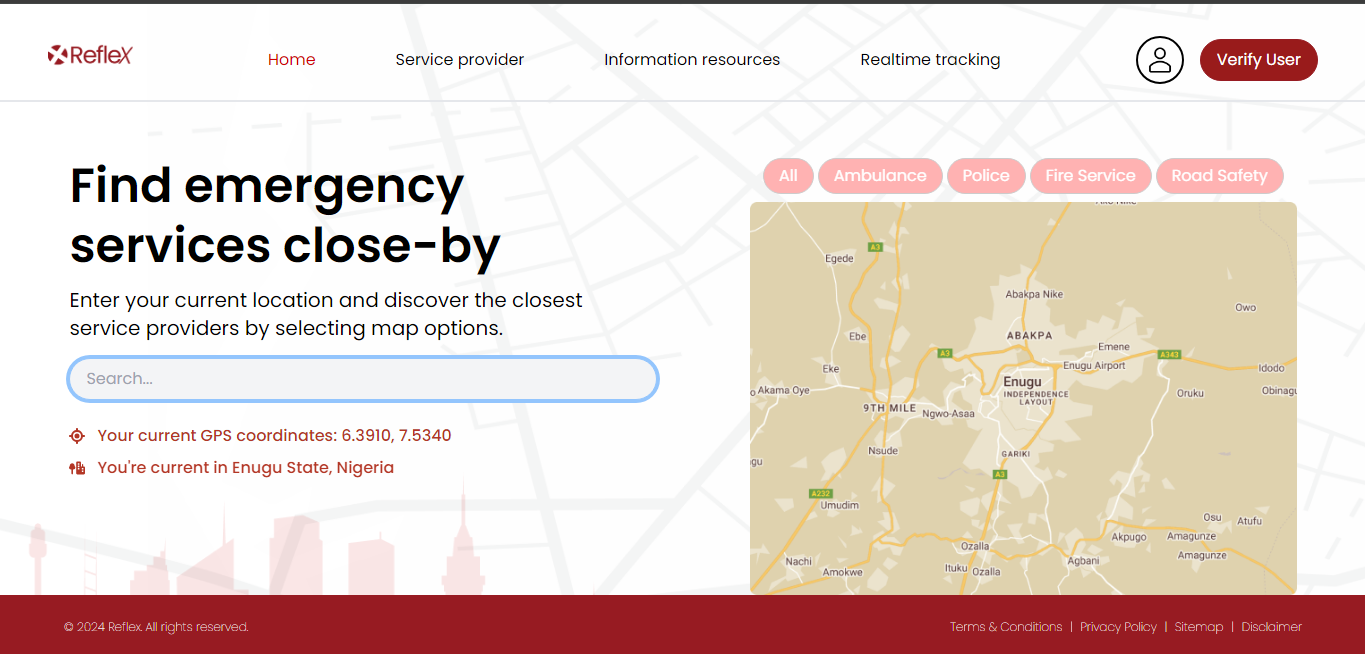 RefleX
Home
Service provider
Information resources
Realtime tracking
Verify User
Find emergency
services close-by
Enter your current location and discover the closest
service providers by selecting map options.
Search...
Your current GPS coordinates: 6.3910, 7.5340
You're current in Enugu State, Nigeria
All
Ambulance
Police
Fire Service
Road Safety
A3
Egede
Abakpa Nike
Owo
Ebe
ABAKPA
Emene
A3
A343
Eke
Enugu Airport
Idodo
Enugu
Akama Oye
INDEPENDENCE
LAYOUT
Oruku
Obinagu
9TH MILE
Ngwo-Asaa
Nsude
GARIKI
gu
A3
A232
Umudim
Osu
Atufu
Akpugo
Amagunze
Ozalla
Amagunze
Nachi
Agbani
Amokwe
Ituku
Ozalla
© 2024 Reflex. All rights reserved.
Terms & Conditions | Privacy Policy | Sitemap | Disclaimer